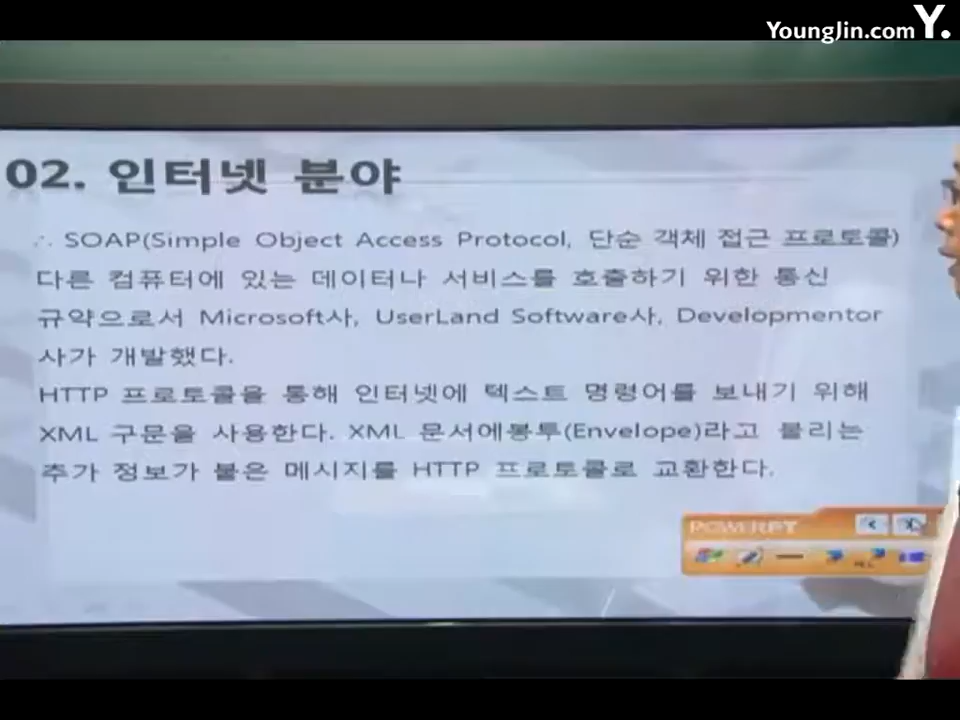 YoungJin.com Y.
02. 인터넷 분야
∴ SOAP(Simple Object Access Protocol, 단순 객체 접근 프로토콜)
다른 컴퓨터에 있는 데이터나 서비스를 호출하기 위한 통신
규약으로서 Microsoft사, UserLand Software사, Developmentor
사가 개발했다.
HTTP 프로토콜을 통해 인터넷에 텍스트 명령어를 보내기 위해
XML 구문을 사용한다. XML 문서에봉투(Envelope)라고 불리는
추가 정보가 붙은 메시지를 HTTP 프로토콜로 교환한다.
POWERPT